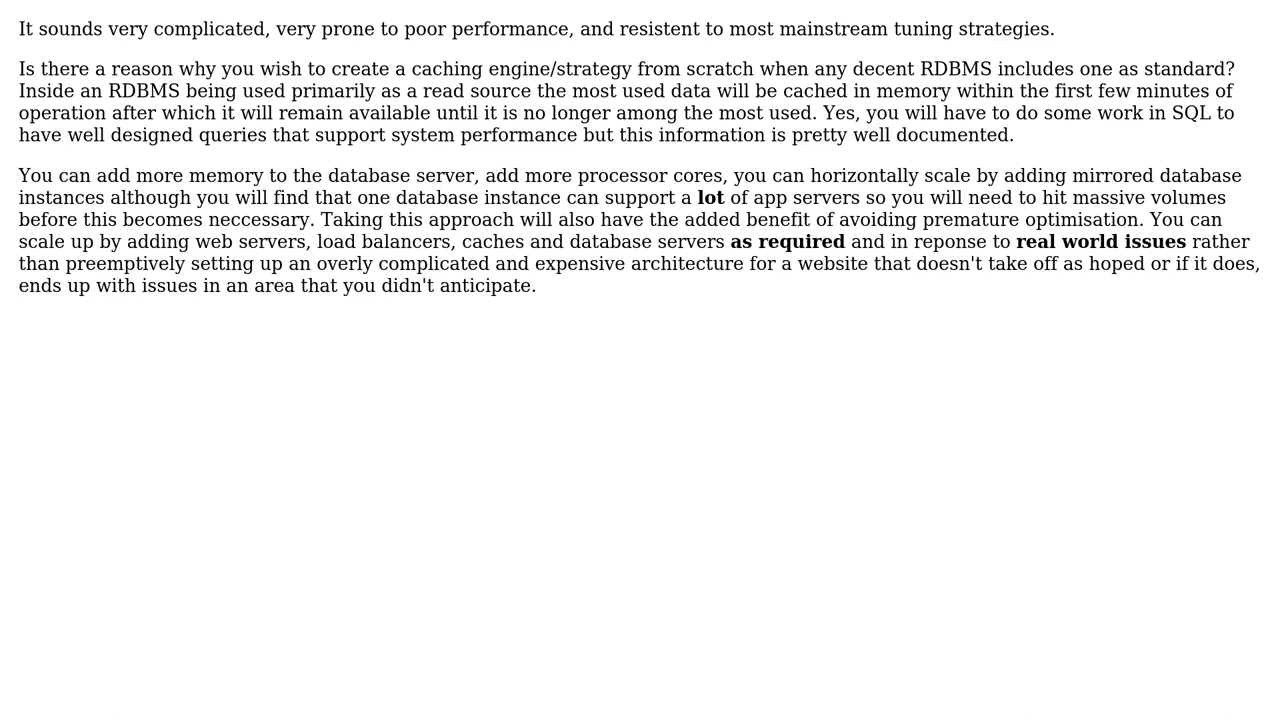 It sounds very complicated, very prone to poor performance, and resistent to most mainstream tuning strategies.
Is there a reason why you wish to create a caching engine/strategy from scratch when any decent RDBMS includes one as standard?
Inside an RDBMS being used primarily as a read source the most used data will be cached in memory within the first few minutes of
operation after which it will remain available until it is no longer among the most used. Yes, you will have to do some work in SQL to
have well designed queries that support system performance but this information is pretty well documented.
You can add more memory to the database server, add more processor cores, you can horizontally scale by adding mirrored database
instances although you will find that one database instance can support a lot of app servers so you will need to hit massive volumes
before this becomes neccessary. Taking this approach will also have the added benefit of avoiding premature optimisation. You can
scale up by adding web servers, load balancers, caches and database servers as required and in reponse to real world issues rather
than preemptively setting up an overly complicated and expensive architecture for a website that doesn't take off as hoped or if it does,
ends up with issues in an area that you didn't anticipate.